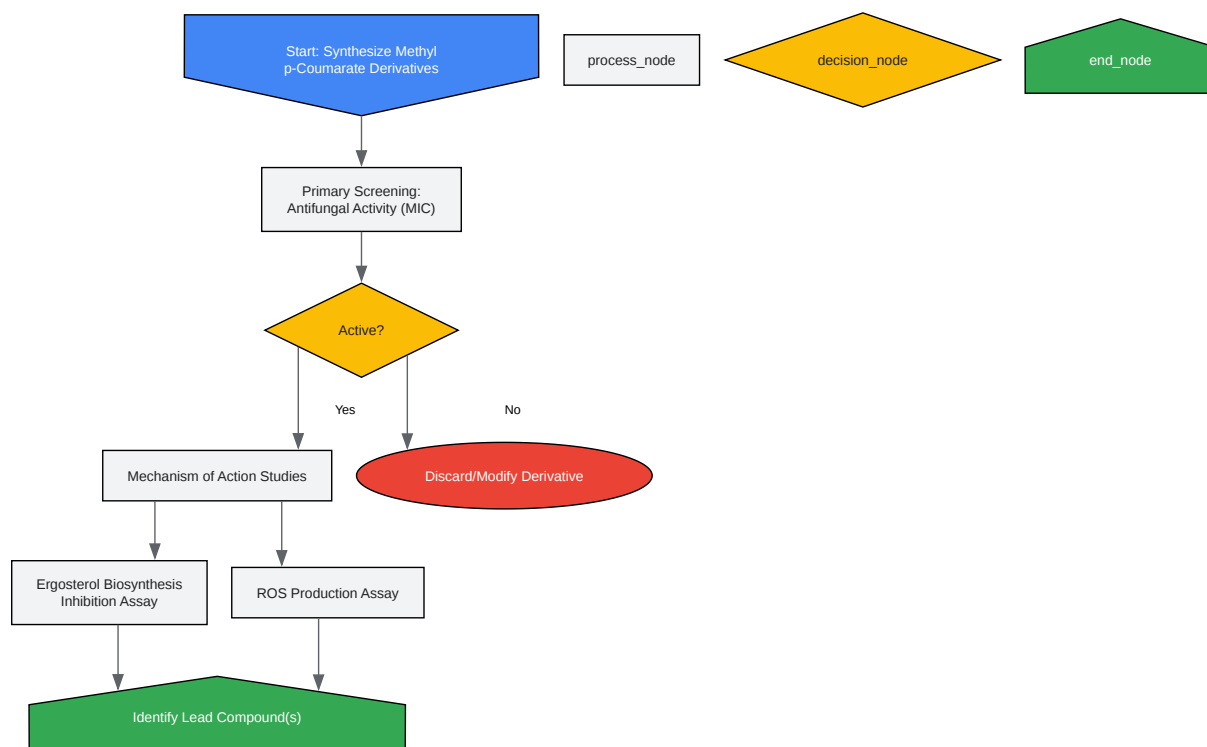 Start: Synthesize Methyl
p-Coumarate Derivatives
process_node
decision_node
end_node
Primary Screening:
Antifungal Activity (MIC)
Active?
Yes
No
Mechanism of Action Studies
Discard/Modify Derivative
Ergosterol Biosynthesis
Inhibition Assay
ROS Production Assay
Identify Lead Compound(s)